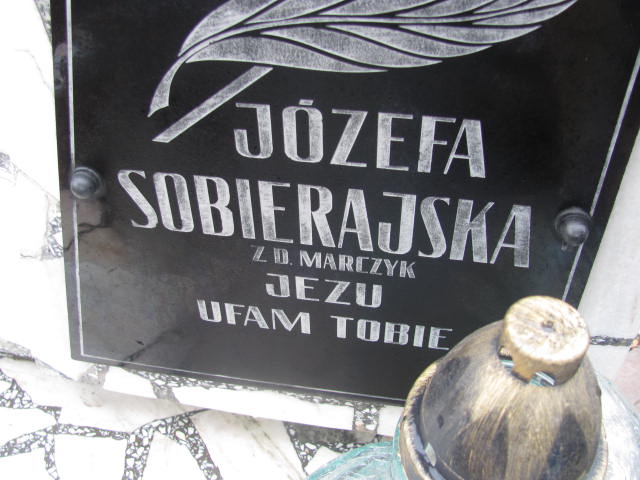 JÓZEFA
SOBIERAJSKA
Z D. MARCZYK
JEZU
UFAM TOBIE